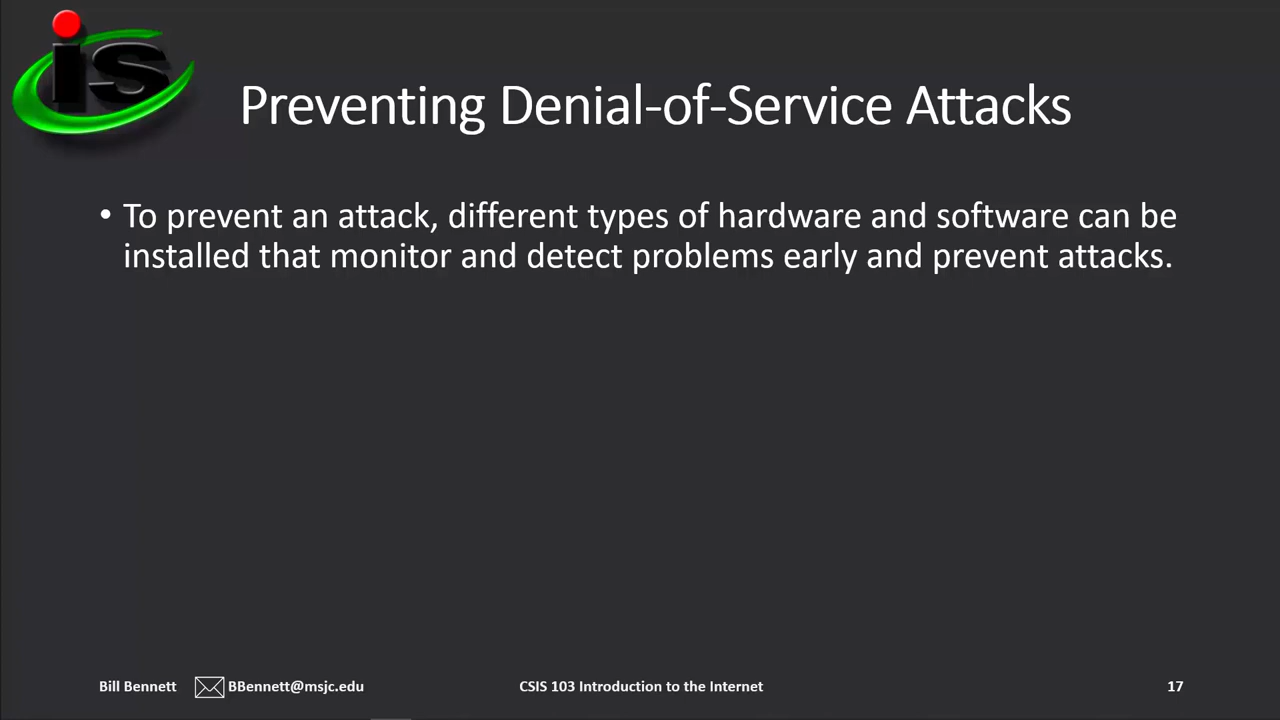 is
Preventing Denial-of-Service Attacks
• To prevent an attack, different types of hardware and software can be
installed that monitor and detect problems early and prevent attacks.
Bill Bennett BBennett@msjc.edu CSIS 103 Introduction to the Internet 17